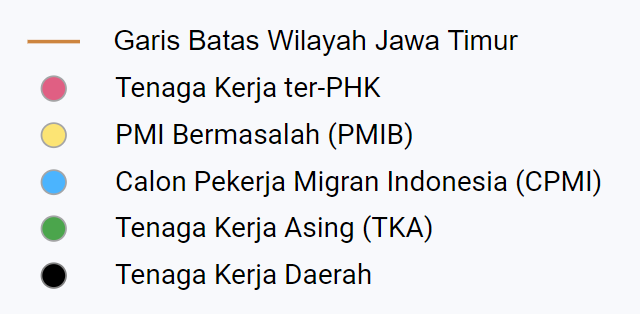 Garis Batas Wilayah Jawa Timur
Tenaga Kerja ter-PHK
PMI Bermasalah (PMIB)
Calon Pekerja Migran Indonesia (CPMI)
Tenaga Kerja Asing (TKA)
Tenaga Kerja Daerah